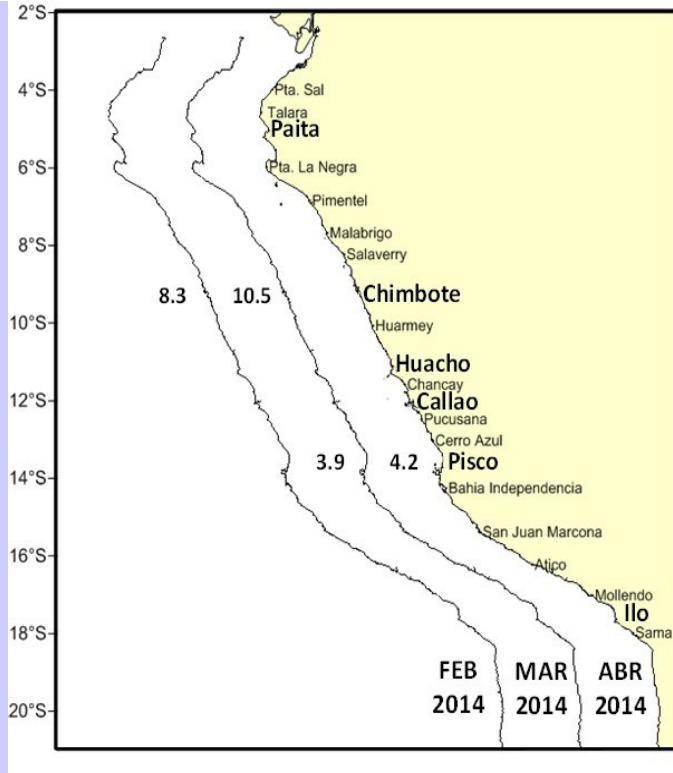 2°S
4°S
Pta. Sal
Talara
Paita
6°S
Pta. La Negra
Pimentel
8°S
Malabrigo
Salaverry
8.3
10.5
Chimbote
10°S
Huarmey
Huacho
12°S
Chancay
Callao
Pucusana
Cerro Azul
3.9
4.2
Pisco
14°S
Bahia Independencia
San Juan Marcona
16°S
Atico
Mollendo
Ilo
18°S
Sama
FEB
2014
MAR
2014
ABR
2014
20°S